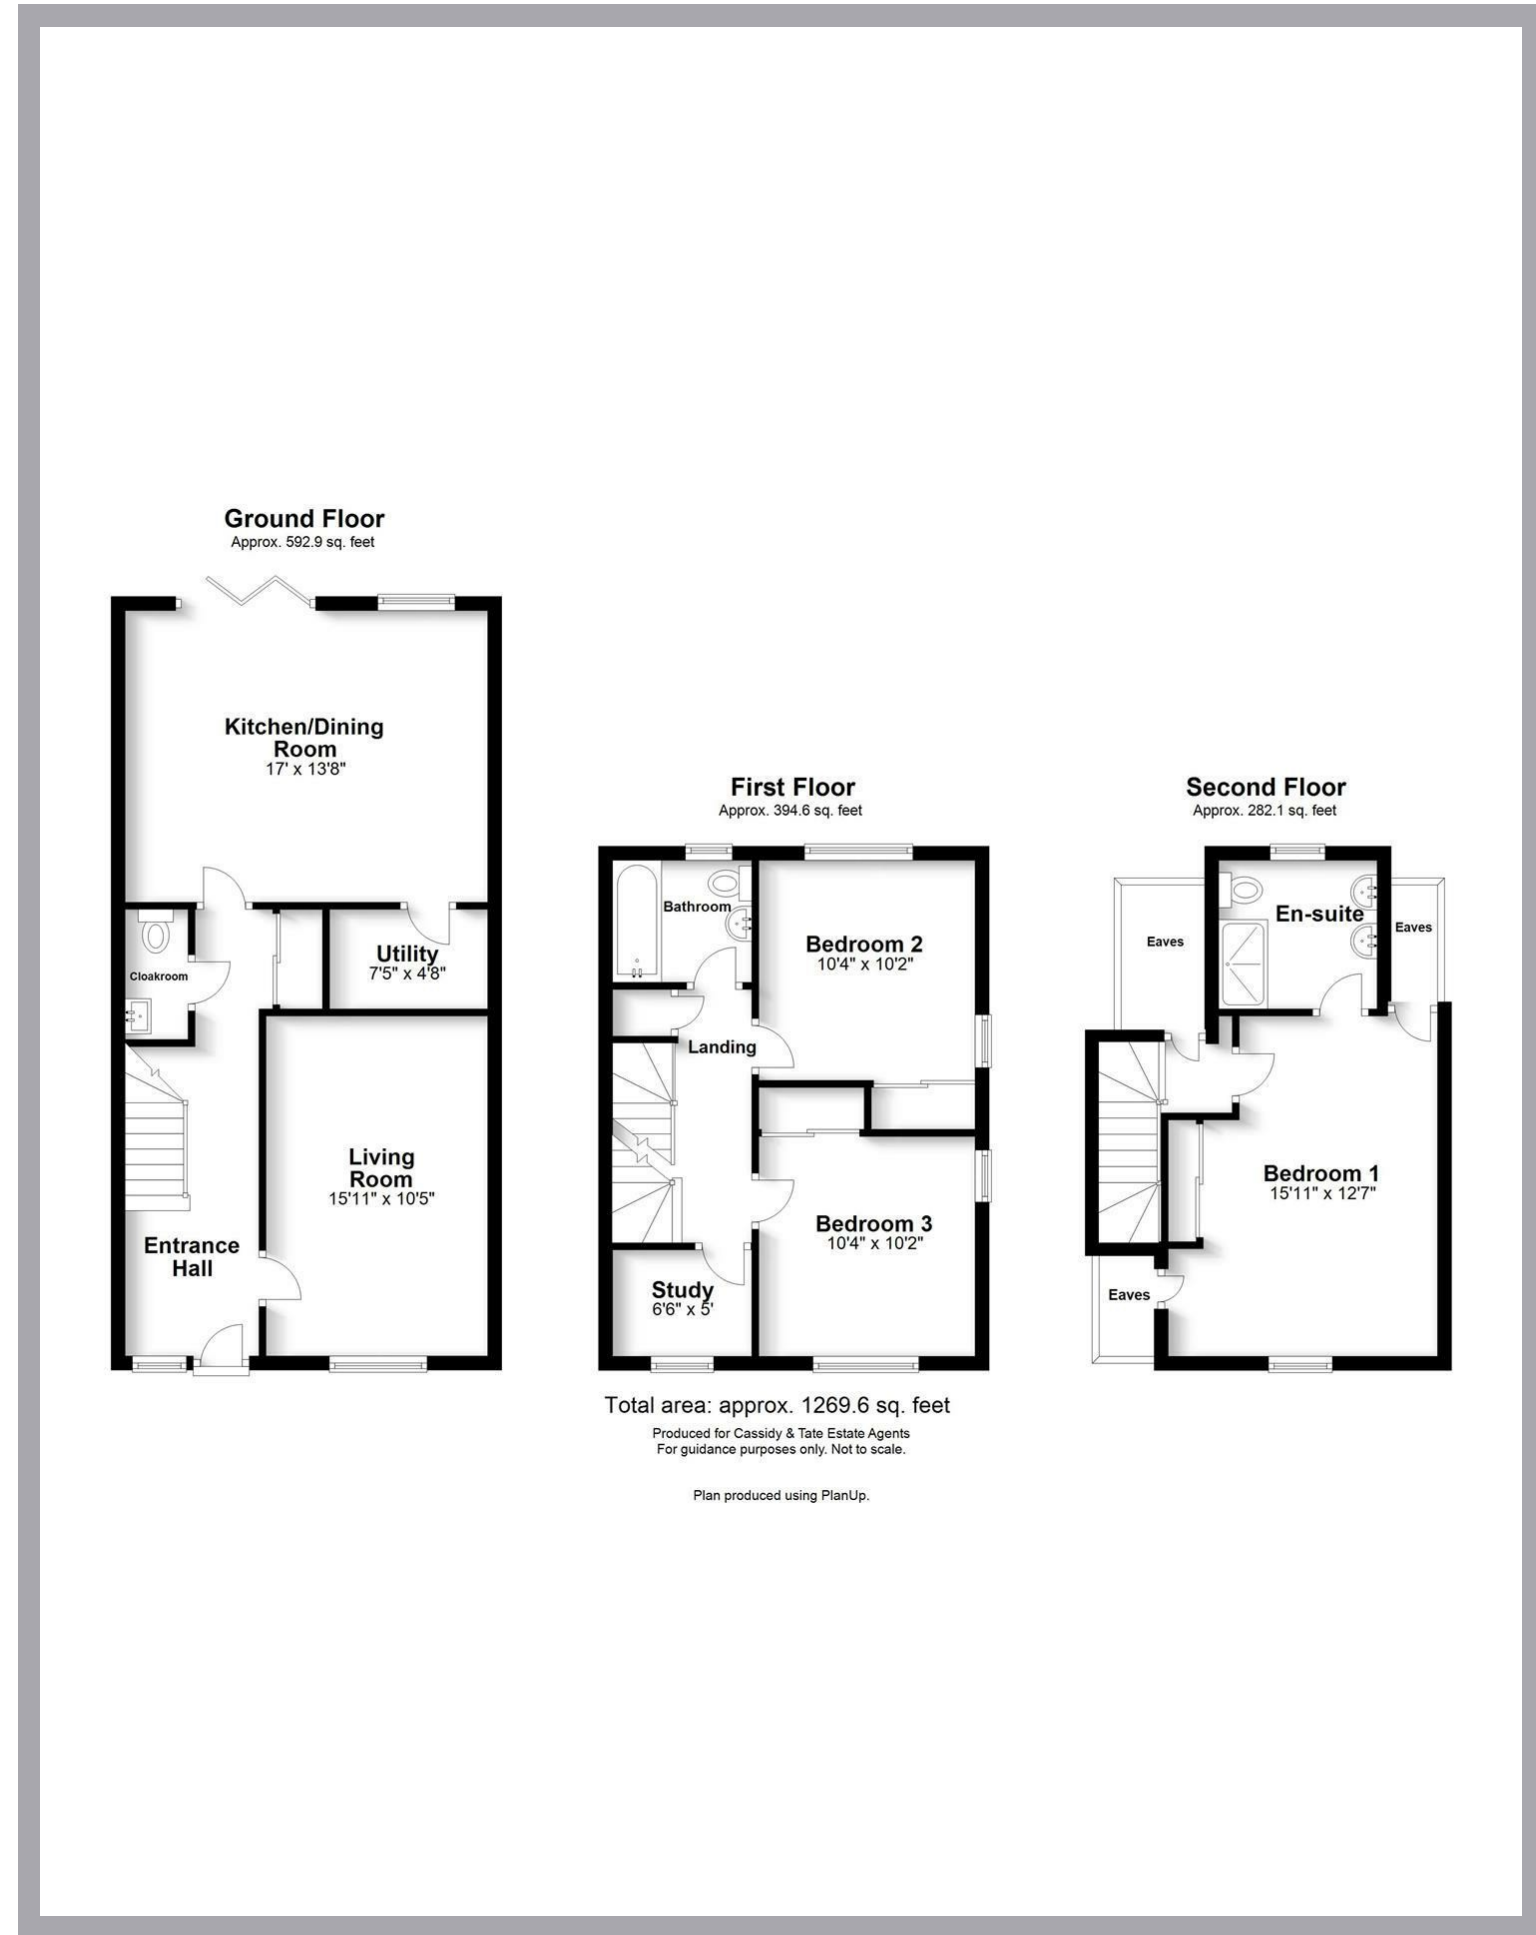 Ground Floor
Approx. 592.9 sq. feet
Kitchen/Dining
Room
17' x 13'8"
Cloakroom
Utility
7'5" x 4'8"
Living
Room
15'11" x 10'5"
Entrance
Hall
First Floor
Approx. 394.6 sq. feet
Bathroom
Bedroom 2
10'4" x 10'2"
Landing
Bedroom 3
10'4" x 10'2"
Study
6'6" x 5'
Second Floor
Approx. 282.1 sq. feet
En-suite
Eaves
Eaves
Bedroom 1
15'11" x 12'7"
Eaves
Total area: approx. 1269.6 sq. feet
Produced for Cassidy & Tate Estate Agents
For guidance purposes only. Not to scale.
Plan produced using PlanUp.